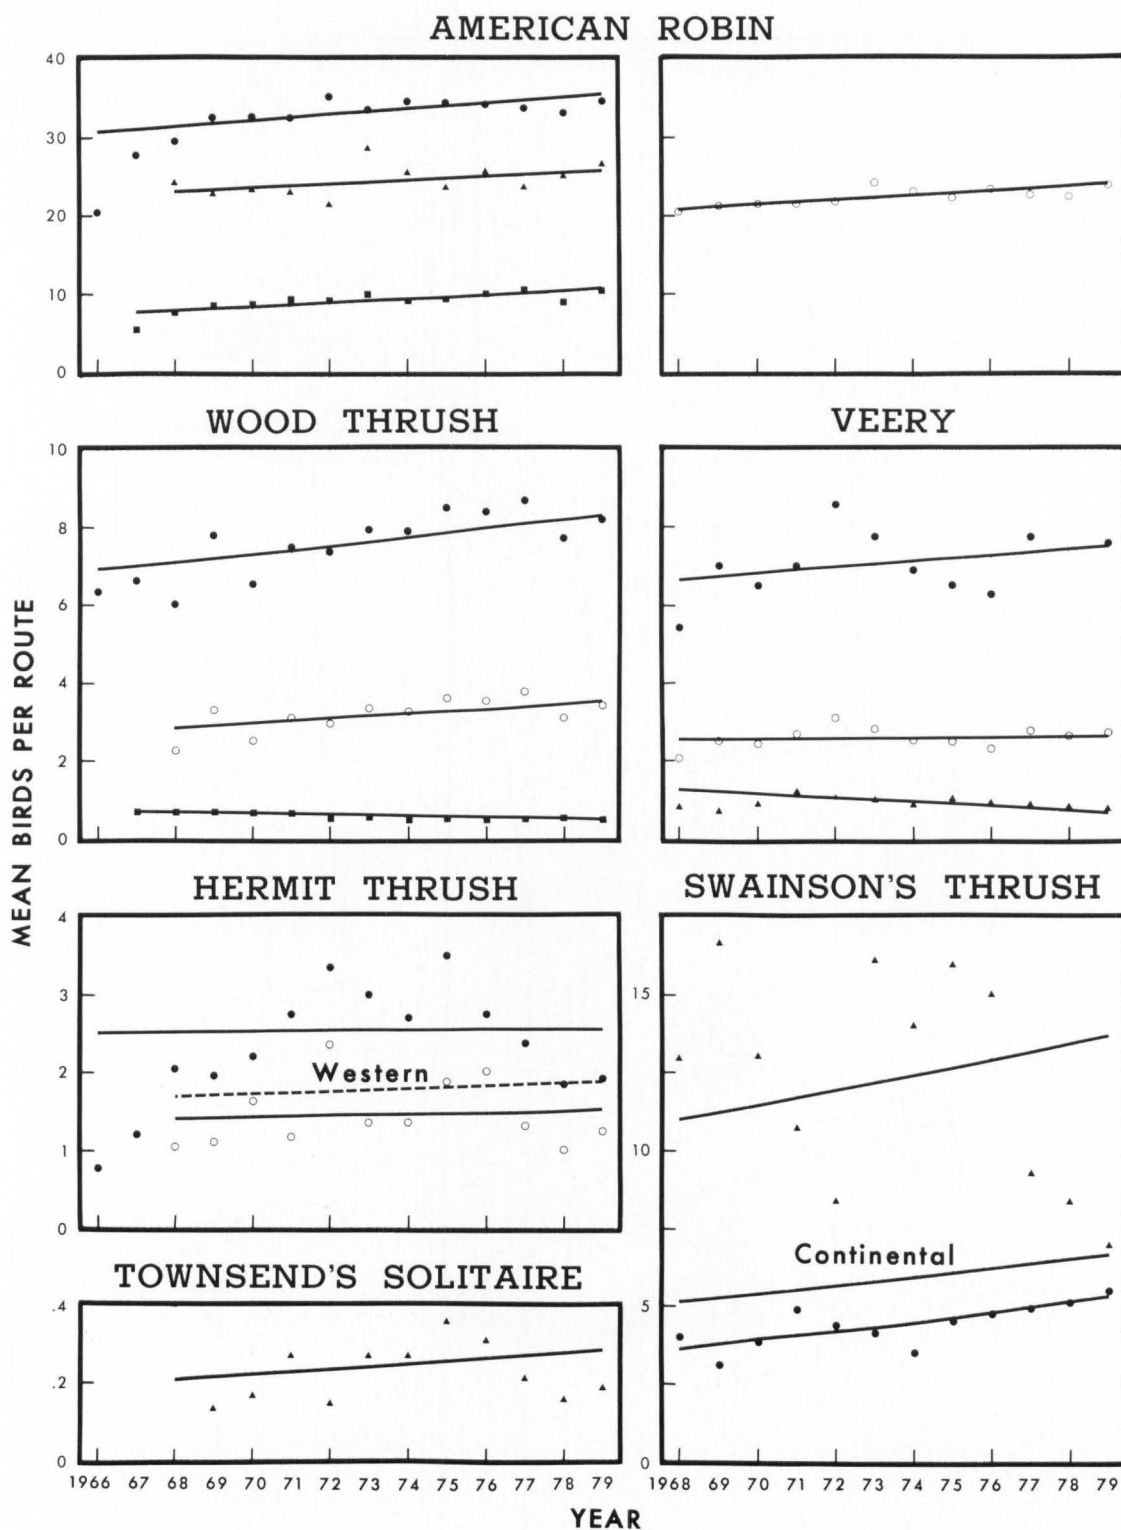 AMERICAN ROBIN
40
30
20
10
0
WOOD THRUSH
VEERY
10
8
6
4
2
0
MEAN BIRDS PER ROUTE
HERMIT THRUSH
SWAINSON'S THRUSH
4
3
2
1
0
Western
15
10
5
0
Continental
TOWNSEND'S SOLITAIRE
.4
.2
0
1966 67 68 69 70 71 72 73 74 75 76 77 78 79
1968 70 71 72 73 74 75 76 77 78 79
YEAR